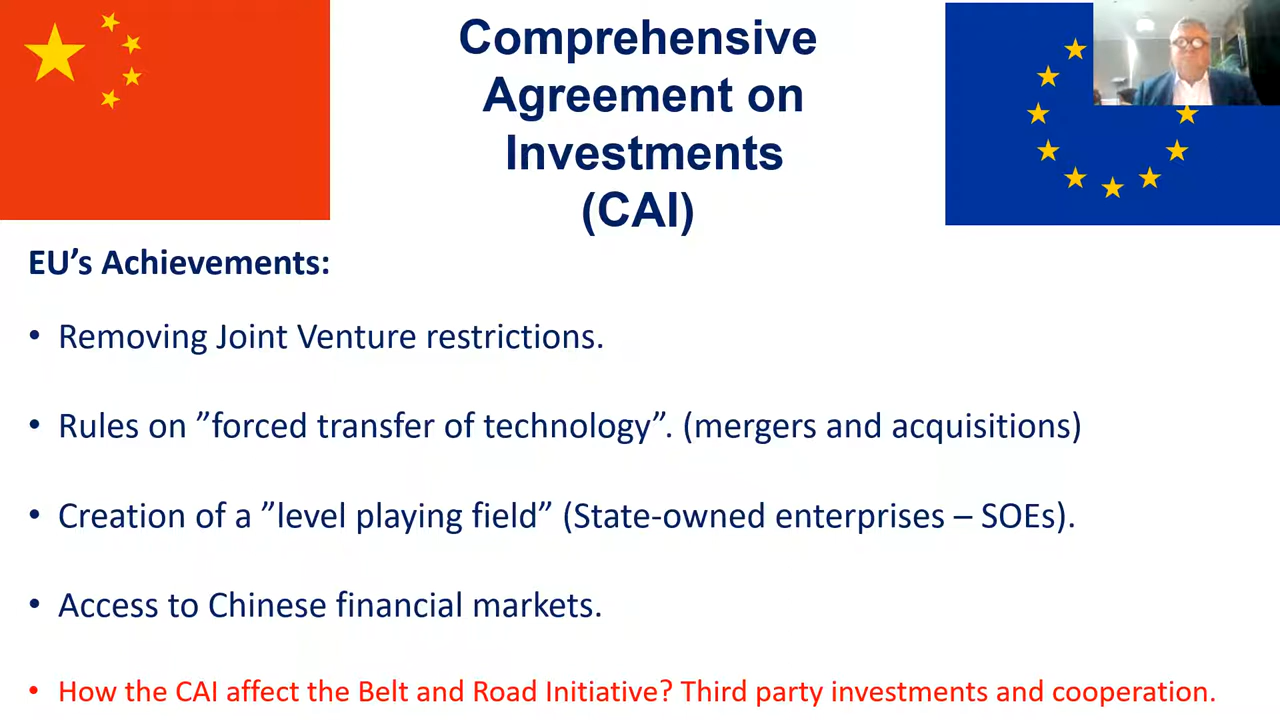 Comprehensive
Agreement on
Investments
(CAI)
EU’s Achievements:
• Removing Joint Venture restrictions.
• Rules on ”forced transfer of technology”. (mergers and acquisitions)
• Creation of a ”level playing field” (State-owned enterprises – SOEs).
• Access to Chinese financial markets.
• How the CAI affect the Belt and Road Initiative? Third party investments and cooperation.